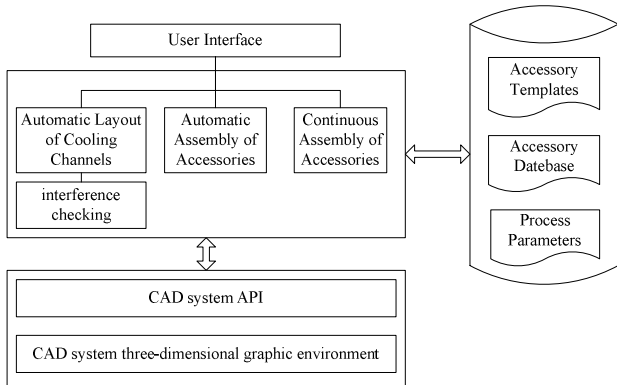 User Interface
Automatic Layout
of Cooling
Channels
Automatic
Assembly of
Accessories
Continuous
Assembly of
Accessories
interference
checking
Accessory
Templates
Accessory
Datebase
Process
Parameters
CAD system API
CAD system three-dimensional graphic environment